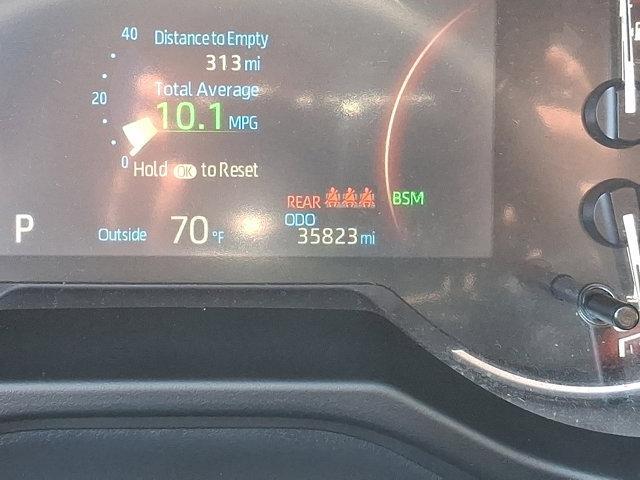 40
Distance to Empty
313 mi
Total Average
20
10.1 MPG
0
Hold OK to Reset
REAR
BSM
ODO
P
Outside 70 °F
35823 mi